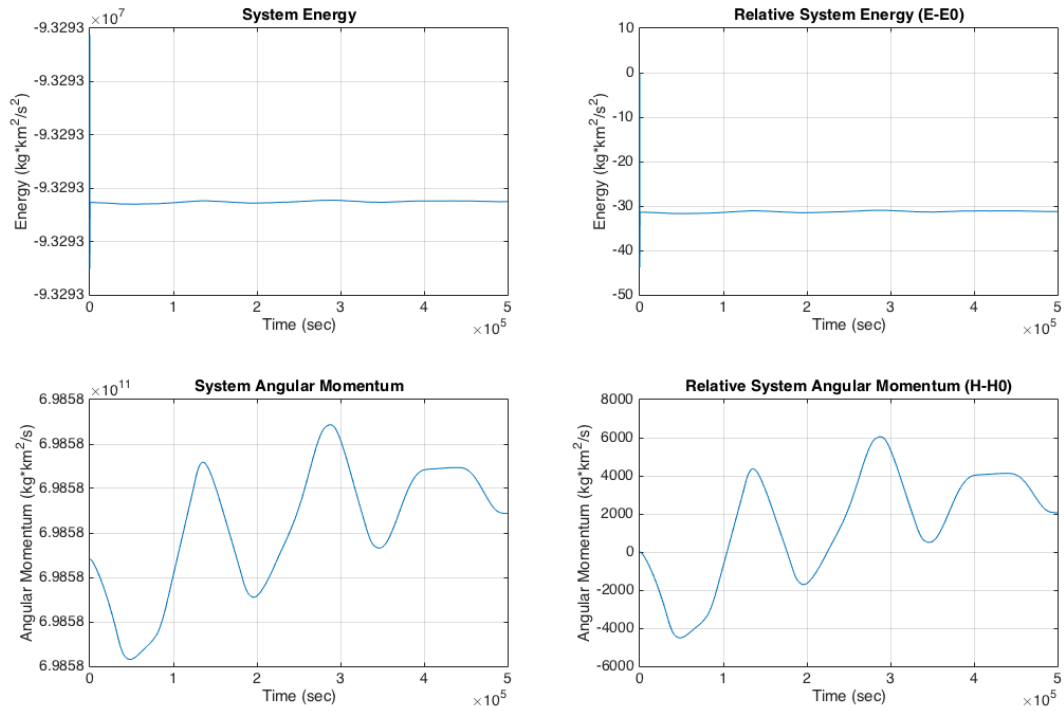 System Energy
×10^7
-9.3293
-9.3293
-9.3293
-9.3293
-9.3293
-9.3293
Energy (kg*km^2/s^2)
0 1 2 3 4 5
Time (sec)
×10^5
Relative System Energy (E-E0)
10
0
-10
-20
-30
-40
-50
Energy (kg*km^2/s^2)
0 1 2 3 4 5
Time (sec)
×10^5
System Angular Momentum
×10^11
6.9858
6.9858
6.9858
6.9858
6.9858
6.9858
6.9858
Angular Momentum (kg*km^2/s)
0 1 2 3 4 5
Time (sec)
×10^5
Relative System Angular Momentum (H-H0)
8000
6000
4000
2000
0
-2000
-4000
-6000
Angular Momentum (kg*km^2/s)
0 1 2 3 4 5
Time (sec)
×10^5